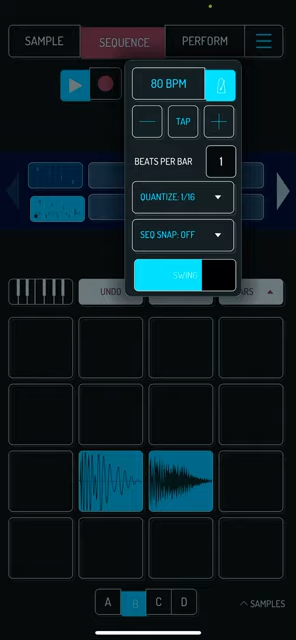 SAMPLE SEQUENCE PERFORM
80 BPM
TAP
BEATS PER BAR 1
QUANTIZE: 1/16
SEQ SNAP: OFF
SWING
UNDO ARS
A B C D SAMPLES